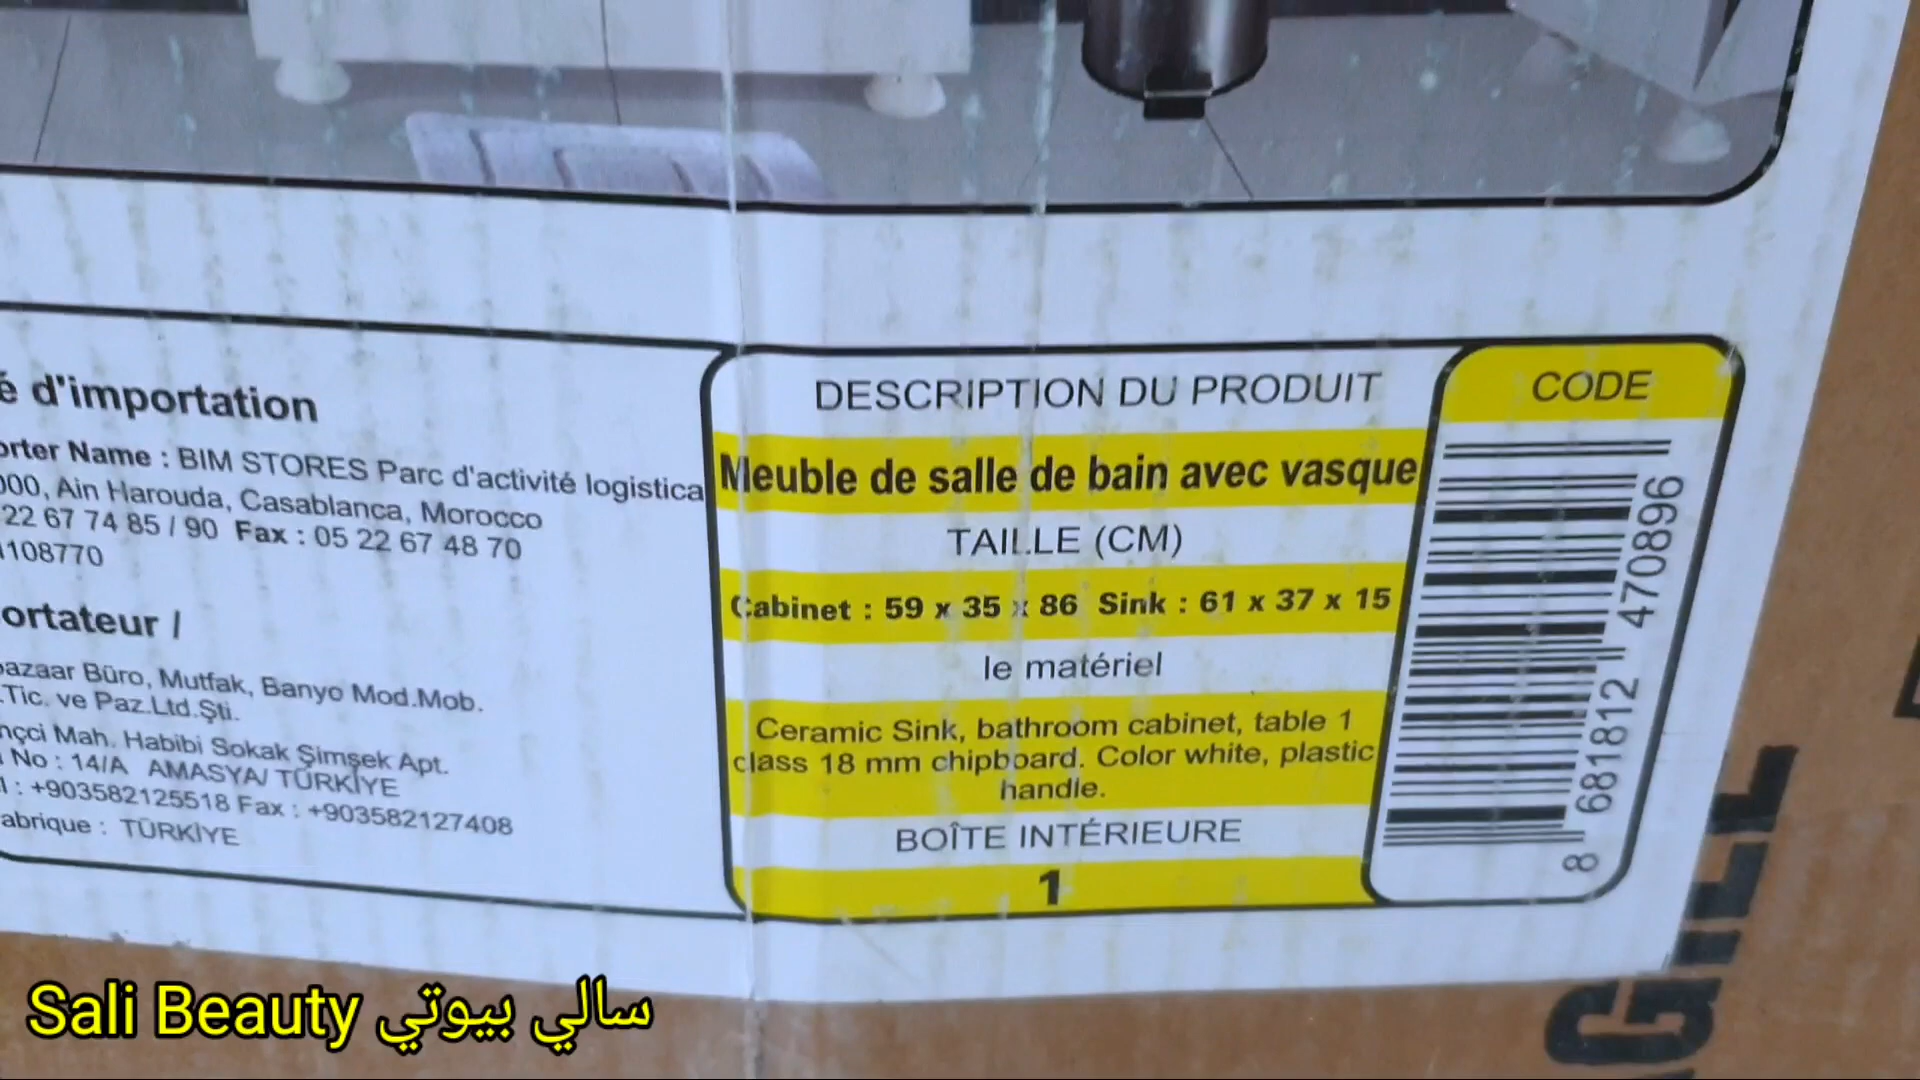 é d'importation
orter Name : BIM STORES Parc d'activité logistica
000, Ain Harouda, Casablanca, Morocco
22 67 74 85 / 90 Fax : 05 22 67 48 70
108770
ortateur /
bazaar Büro, Mutfak, Banyo Mod.Mob.
.Tic. ve Paz.Ltd.Şti.
Mah. Habibi Sokak Şimşek Apt.
No : 14/A AMASYA/ TÜRKİYE
: +903582125518 Fax : +903582127408
abrique : TÜRKİYE
DESCRIPTION DU PRODUIT
Meuble de salle de bain avec vasque
TAILLE (CM)
Cabinet : 59 x 35 x 86 Sink : 61 x 37 x 15
le matériel
Ceramic Sink, bathroom cabinet, table 1
class 18 mm chipboard. Color white, plastic
handle.
BOÎTE INTÉRIEURE
1
CODE
8 681812 470896
GILL
Sali Beauty سالي بيوتي